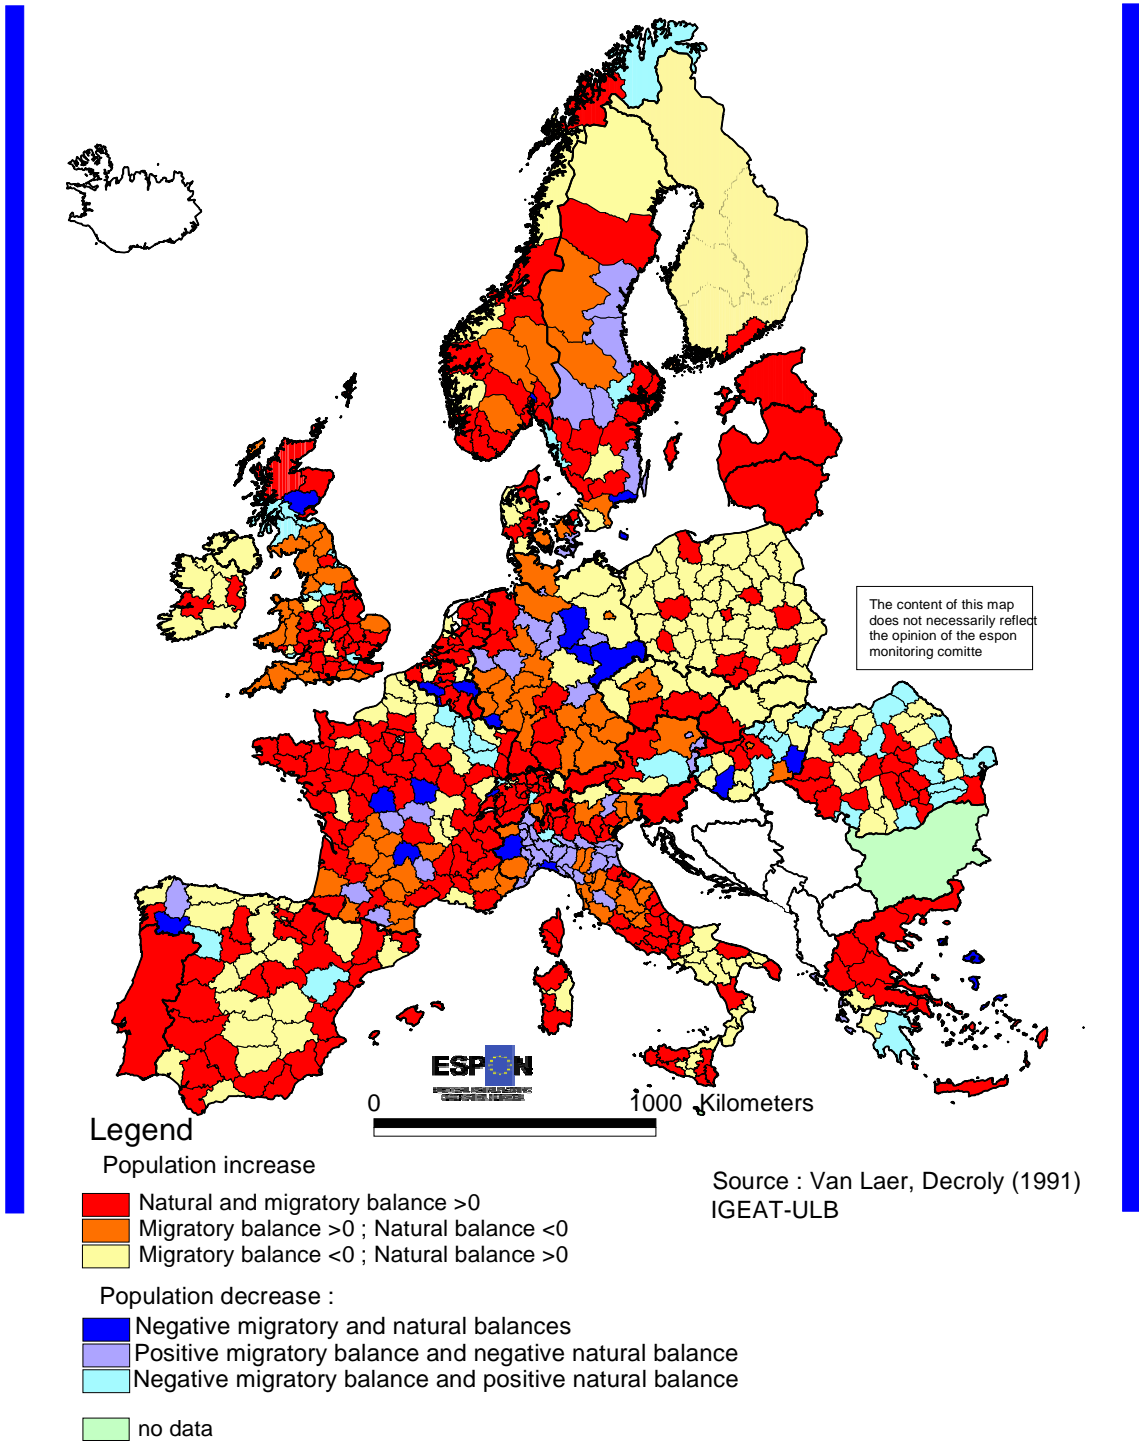 The content of this map
does not necessarily reflect
the opinion of the espon
monitoring comitte
ESPON
0 1000 Kilometers
Legend
Population increase
Natural and migratory balance >0
Migratory balance >0 ; Natural balance <0
Migratory balance <0 ; Natural balance >0
Source : Van Laer, Decroly (1991)
IGEAT-ULB
Population decrease :
Negative migratory and natural balances
Positive migratory balance and negative natural balance
Negative migratory balance and positive natural balance
no data